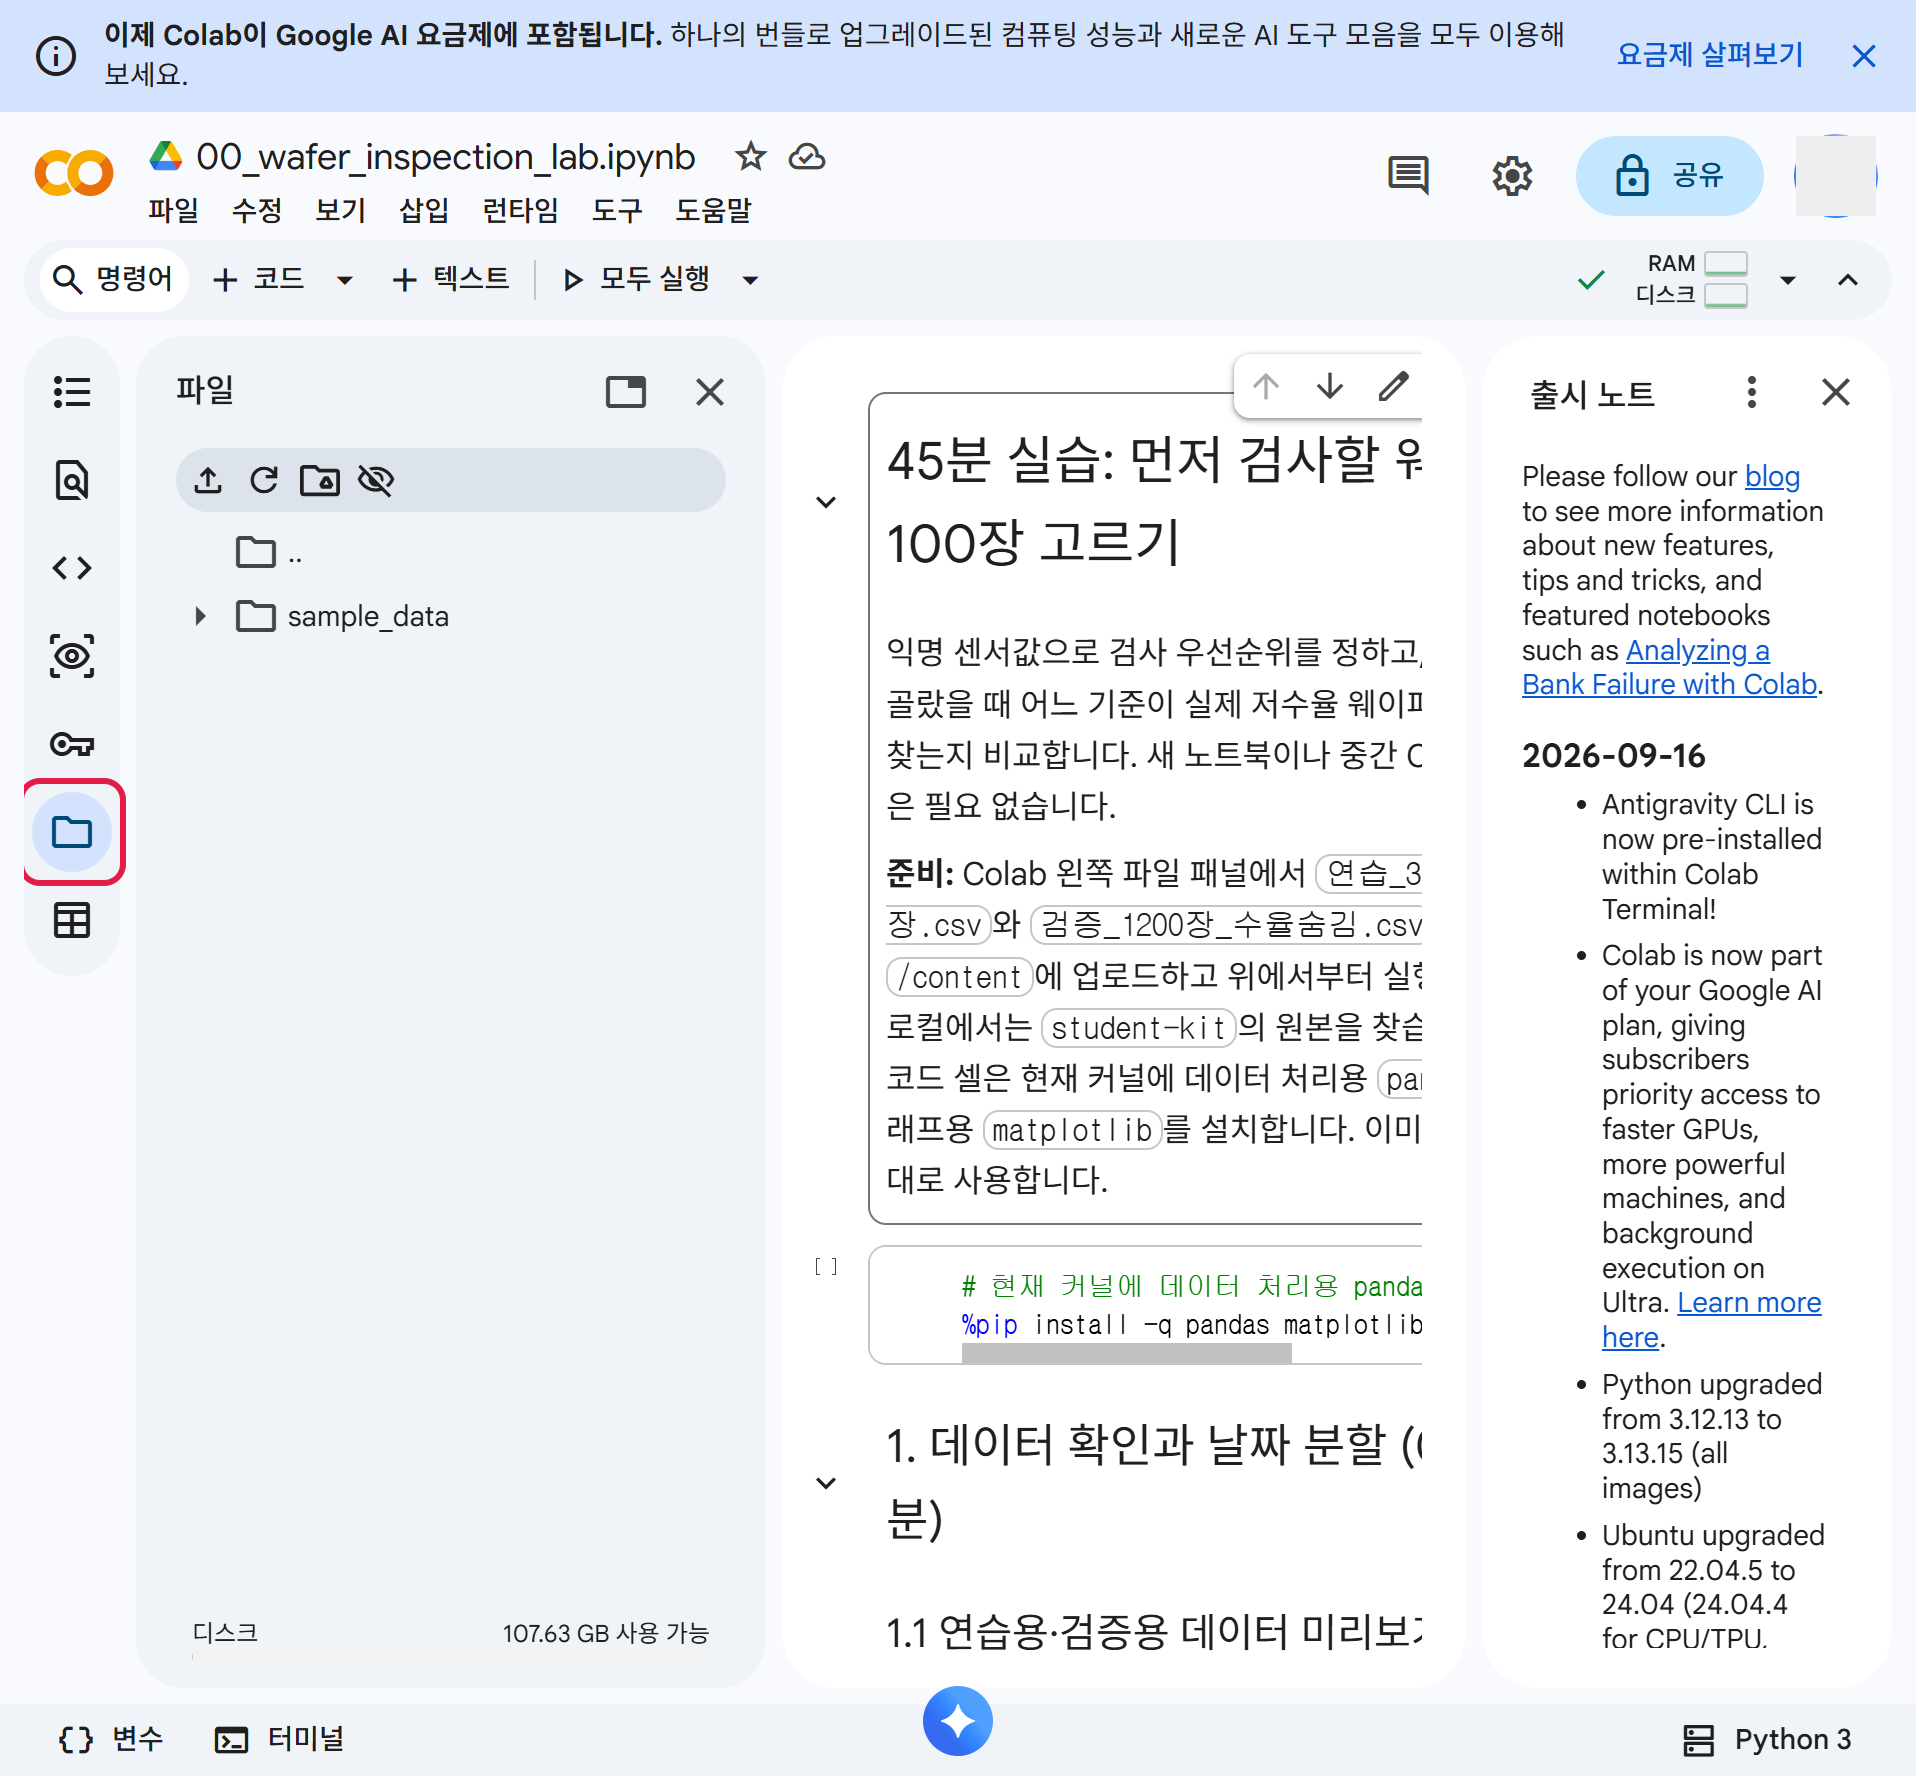 이제 Colab이 Google AI 요금제에 포함됩니다. 하나의 번들로 업그레이드된 컴퓨팅 성능과 새로운 AI 도구 모음을 모두 이용해
보세요.
요금제 살펴보기
00_wafer_inspection_lab.ipynb
파일 수정 보기 삽입 런타임 도구 도움말
공유
명령어 + 코드 + 텍스트 모두 실행
RAM
디스크
파일
..
sample_data
디스크 107.63 GB 사용 가능
45분 실습: 먼저 검사할
100장 고르기
익명 센서값으로 검사 우선순위를 정하고,
골랐을 때 어느 기준이 실제 저수율
찾는지 비교합니다. 새 노트북이나 중간
은 필요 없습니다.
준비: Colab 왼쪽 파일 패널에서 연습_3
장.csv와 검증_1200장_수율숨김.csv
/content에 업로드하고 위에서부터
로컬에서는 student-kit의 원본을
코드 셀은 현재 커널에 데이터 처리용
래프용 matplotlib를 설치합니다. 이미
대로 사용합니다.
[ ]
# 현재 커널에 데이터 처리용 panda
%pip install -q pandas matplotlib
1. 데이터 확인과 날짜 분할
분)
1.1 연습용·검증용 데이터
출시 노트
Please follow our blog
to see more information
about new features,
tips and tricks, and
featured notebooks
such as Analyzing a
Bank Failure with Colab.
2026-09-16
• Antigravity CLI is
now pre-installed
within Colab
Terminal!
• Colab is now part
of your Google AI
plan, giving
subscribers
priority access to
faster GPUs,
more powerful
machines, and
background
execution on
Ultra. Learn more
here.
• Python upgraded
from 3.12.13 to
3.13.15 (all
images)
• Ubuntu upgraded
from 22.04.5 to
24.04 (24.04.4
for CPU/TPU,
{} 변수 터미널
Python 3